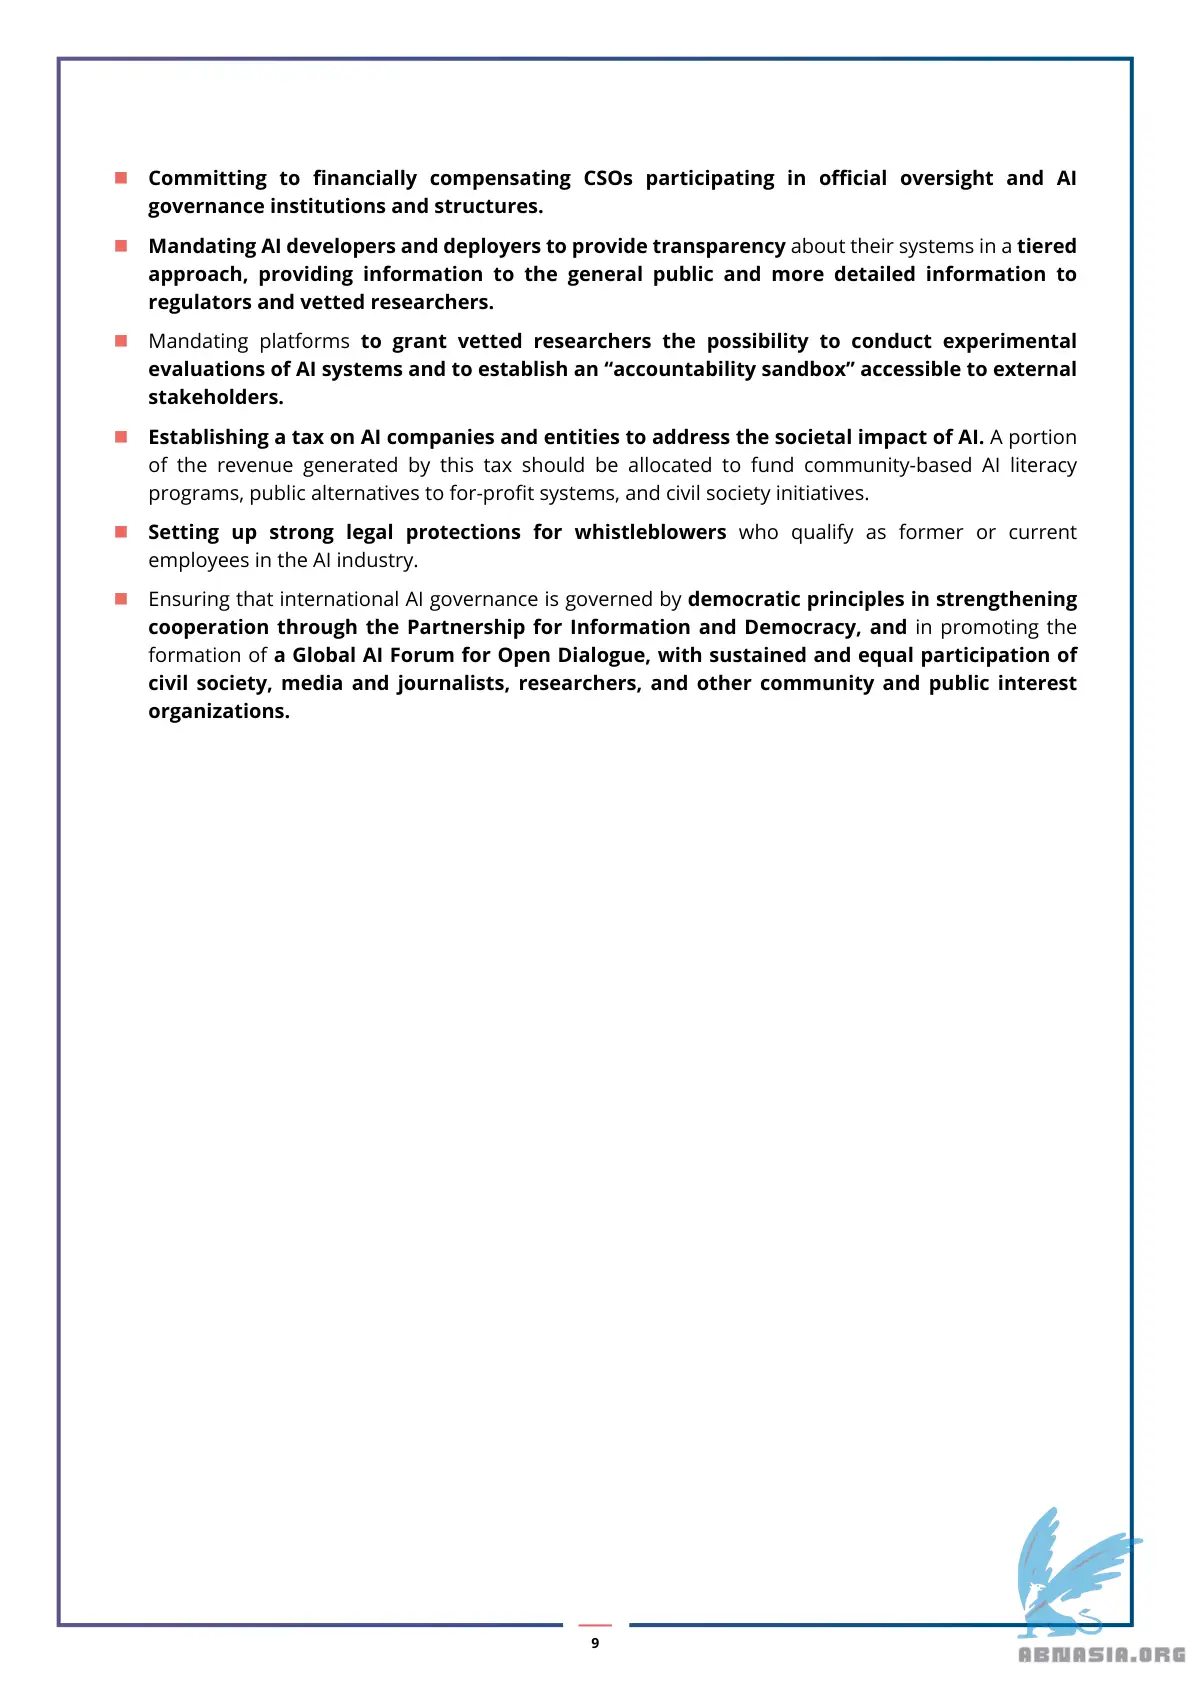 Committing to financially compensating CSOs participating in official oversight and AI
governance institutions and structures.
Mandating AI developers and deployers to provide transparency about their systems in a tiered
approach, providing information to the general public and more detailed information to
regulators and vetted researchers.
Mandating platforms to grant vetted researchers the possibility to conduct experimental
evaluations of AI systems and to establish an “accountability sandbox” accessible to external
stakeholders.
Establishing a tax on AI companies and entities to address the societal impact of AI. A portion
of the revenue generated by this tax should be allocated to fund community-based AI literacy
programs, public alternatives to for-profit systems, and civil society initiatives.
Setting up strong legal protections for whistleblowers who qualify as former or current
employees in the AI industry.
Ensuring that international AI governance is governed by democratic principles in strengthening
cooperation through the Partnership for Information and Democracy, and in promoting the
formation of a Global AI Forum for Open Dialogue, with sustained and equal participation of
civil society, media and journalists, researchers, and other community and public interest
organizations.
9
ABNASIA.ORG